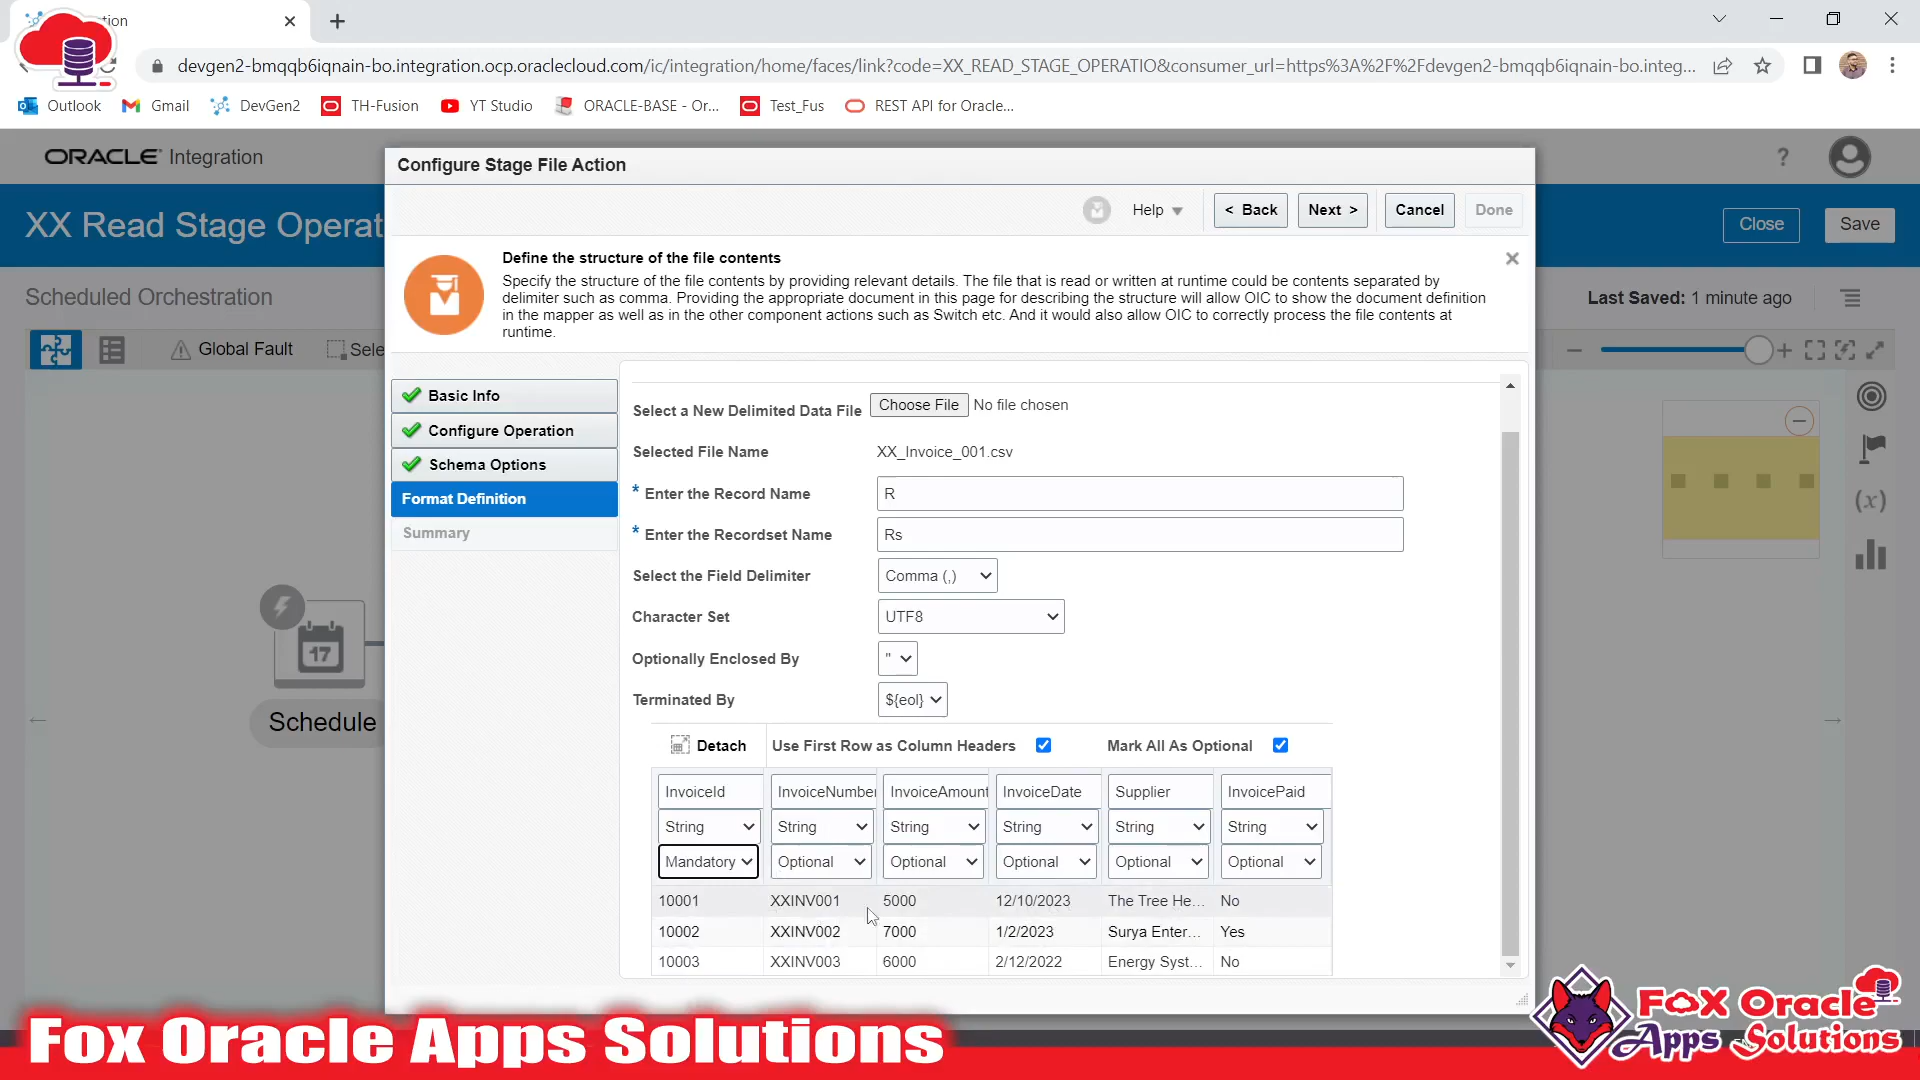 tion
devgen2-bmqqb6iqnain-bo.integration.ocp.oraclecloud.com/ic/integration/home/faces/link?code=XX_READ_STAGE_OPERATIO&consumer_url=https%3A%2F%2Fdevgen2-bmqqb6iqnain-bo.integ...
Outlook Gmail DevGen2 TH-Fusion YT Studio ORACLE-BASE - Or... Test_Fus REST API for Oracle...
ORACLE Integration ?
Configure Stage File Action
Help < Back Next > Cancel Done
XX Read Stage Operat Close Save
Define the structure of the file contents
Specify the structure of the file contents by providing relevant details. The file that is read or written at runtime could be contents separated by
delimiter such as comma. Providing the appropriate document in this page for describing the structure will allow OIC to show the document definition
in the mapper as well as in the other component actions such as Switch etc. And it would also allow OIC to correctly process the file contents at
runtime.
Scheduled Orchestration Last Saved: 1 minute ago
Global Fault Sele
Basic Info
Configure Operation
Schema Options
Format Definition
Summary
Select a New Delimited Data File Choose File No file chosen
Selected File Name XX_Invoice_001.csv
* Enter the Record Name R
* Enter the Recordset Name Rs
Select the Field Delimiter Comma (,)
Character Set UTF8
Optionally Enclosed By "
Terminated By ${eol}
Detach Use First Row as Column Headers Mark All As Optional
InvoiceId InvoiceNumber InvoiceAmount InvoiceDate Supplier InvoicePaid
String String String String String String
Mandatory Optional Optional Optional Optional Optional
10001 XXINV001 5000 12/10/2023 The Tree He... No
10002 XXINV002 7000 1/2/2023 Surya Enter... Yes
10003 XXINV003 6000 2/12/2022 Energy Syst... No
17
Schedule
(x)
Fox Oracle Apps Solutions
Fox Oracle
Apps Solutions